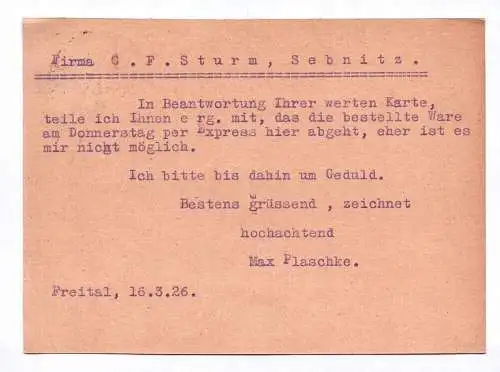 Firma C. F. Sturm, Sebnitz.
In Beantwortung Ihrer werten Karte,
teile ich Ihnen e rg. mit, das die bestellte Ware
am Donnerstag per Express hier abgeht, eher ist es
mir nicht möglich.
Ich bitte bis dahin um Geduld.
Bestens grüssend , zeichnet
hochachtend
Max Plaschke.
Freital, 16.3.26.